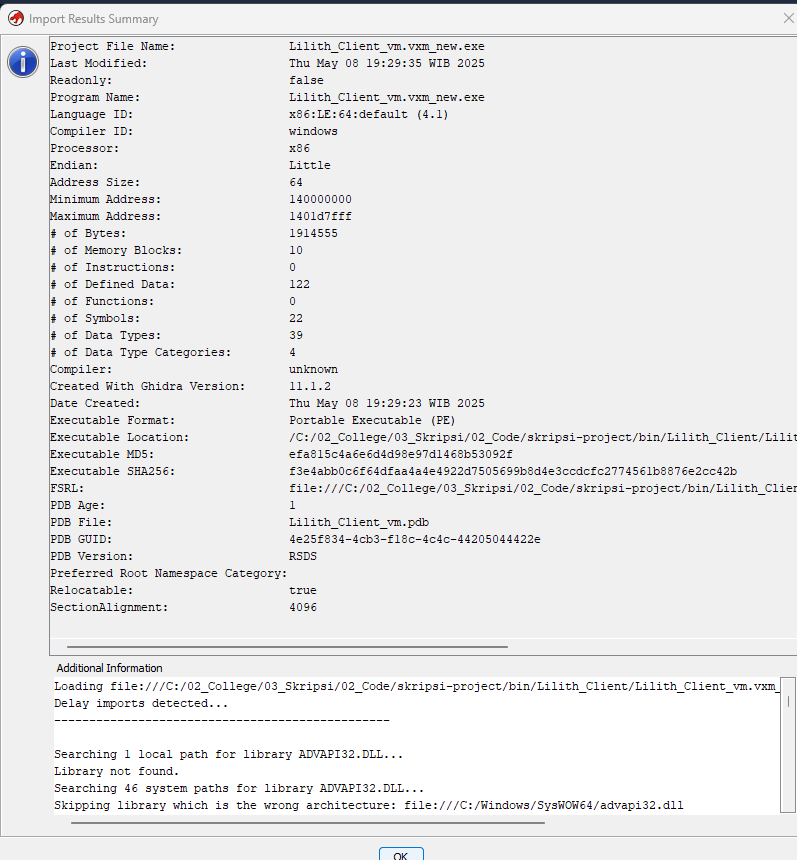 Import Results Summary
Project File Name: Lilith_Client_vm.vxm_new.exe
Last Modified: Thu May 08 19:29:35 WIB 2025
Readonly: false
Program Name: Lilith_Client_vm.vxm_new.exe
Language ID: x86:LE:64:default (4.1)
Compiler ID: windows
Processor: x86
Endian: Little
Address Size: 64
Minimum Address: 140000000
Maximum Address: 1401d7fff
# of Bytes: 1914555
# of Memory Blocks: 10
# of Instructions: 0
# of Defined Data: 122
# of Functions: 0
# of Symbols: 22
# of Data Types: 39
# of Data Type Categories: 4
Compiler: unknown
Created With Ghidra Version: 11.1.2
Date Created: Thu May 08 19:29:23 WIB 2025
Executable Format: Portable Executable (PE)
Executable Location: /C:/02_College/03_Skripsi/02_Code/skripsi-project/bin/Lilith_Client/Lilit
Executable MD5: efa815c4a6e6d4d98e97d1468b53092f
Executable SHA256: f3e4abb0c6f64dfaa4a4e4922d7505699b8d4e3ccdcfc2774561b8876e2cc42b
FSRL: file:///C:/02_College/03_Skripsi/02_Code/skripsi-project/bin/Lilith_Clien
PDB Age: 1
PDB File: Lilith_Client_vm.pdb
PDB GUID: 4e25f834-4cb3-f18c-4c4c-44205044422e
PDB Version: RSDS
Preferred Root Namespace Category:
Relocatable: true
SectionAlignment: 4096
Additional Information
Loading file:///C:/02_College/03_Skripsi/02_Code/skripsi-project/bin/Lilith_Client/Lilith_Client_vm.vxm_
Delay imports detected...
------------------------------------------------
Searching 1 local path for library ADVAPI32.DLL...
Library not found.
Searching 46 system paths for library ADVAPI32.DLL...
Skipping library which is the wrong architecture: file:///C:/Windows/SysWOW64/advapi32.dll
OK